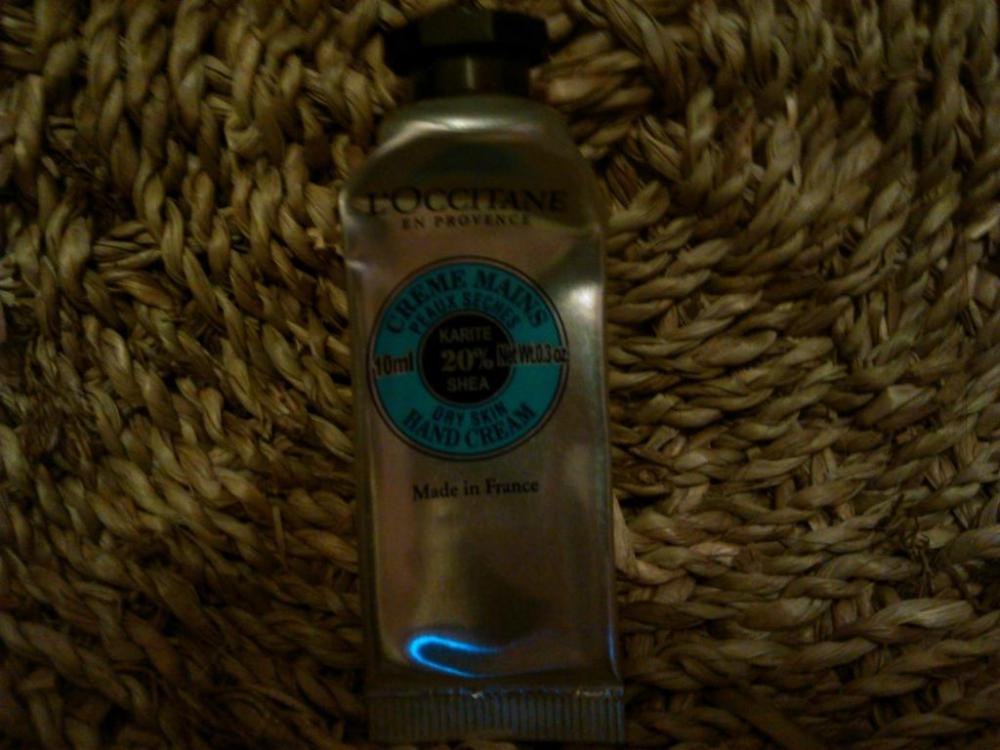 L'OCCITANE
EN PROVENCE
CREME MAINS
PEAUX SECHES
KARITE
10ml
20%
Net Wt.0.3 oz
SHEA
DRY SKIN
HAND CREAM
Made in France